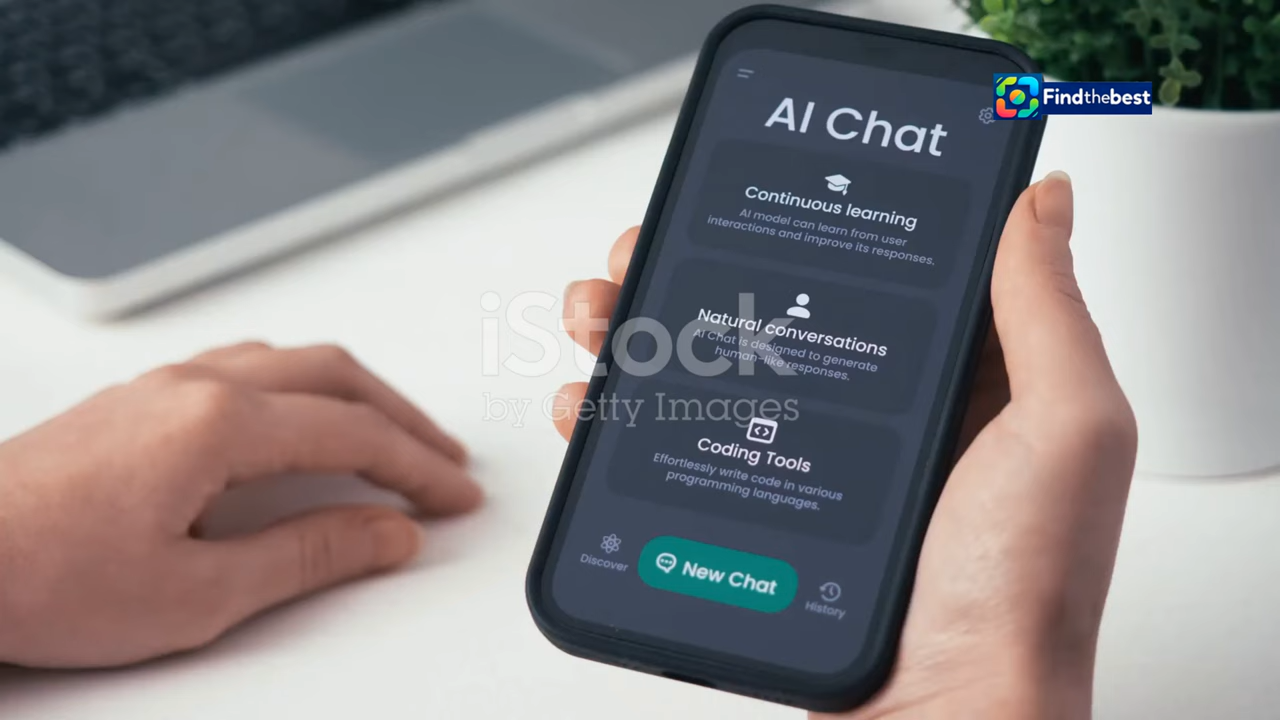 Findthebest
AI Chat
Continuous learning
AI model can learn from user
interactions and improve its responses.
Natural conversations
AI Chat is designed to generate
human-like responses.
iStock
by Getty Images
Coding Tools
Effortlessly write code in various
programming languages.
Discover
New Chat
History